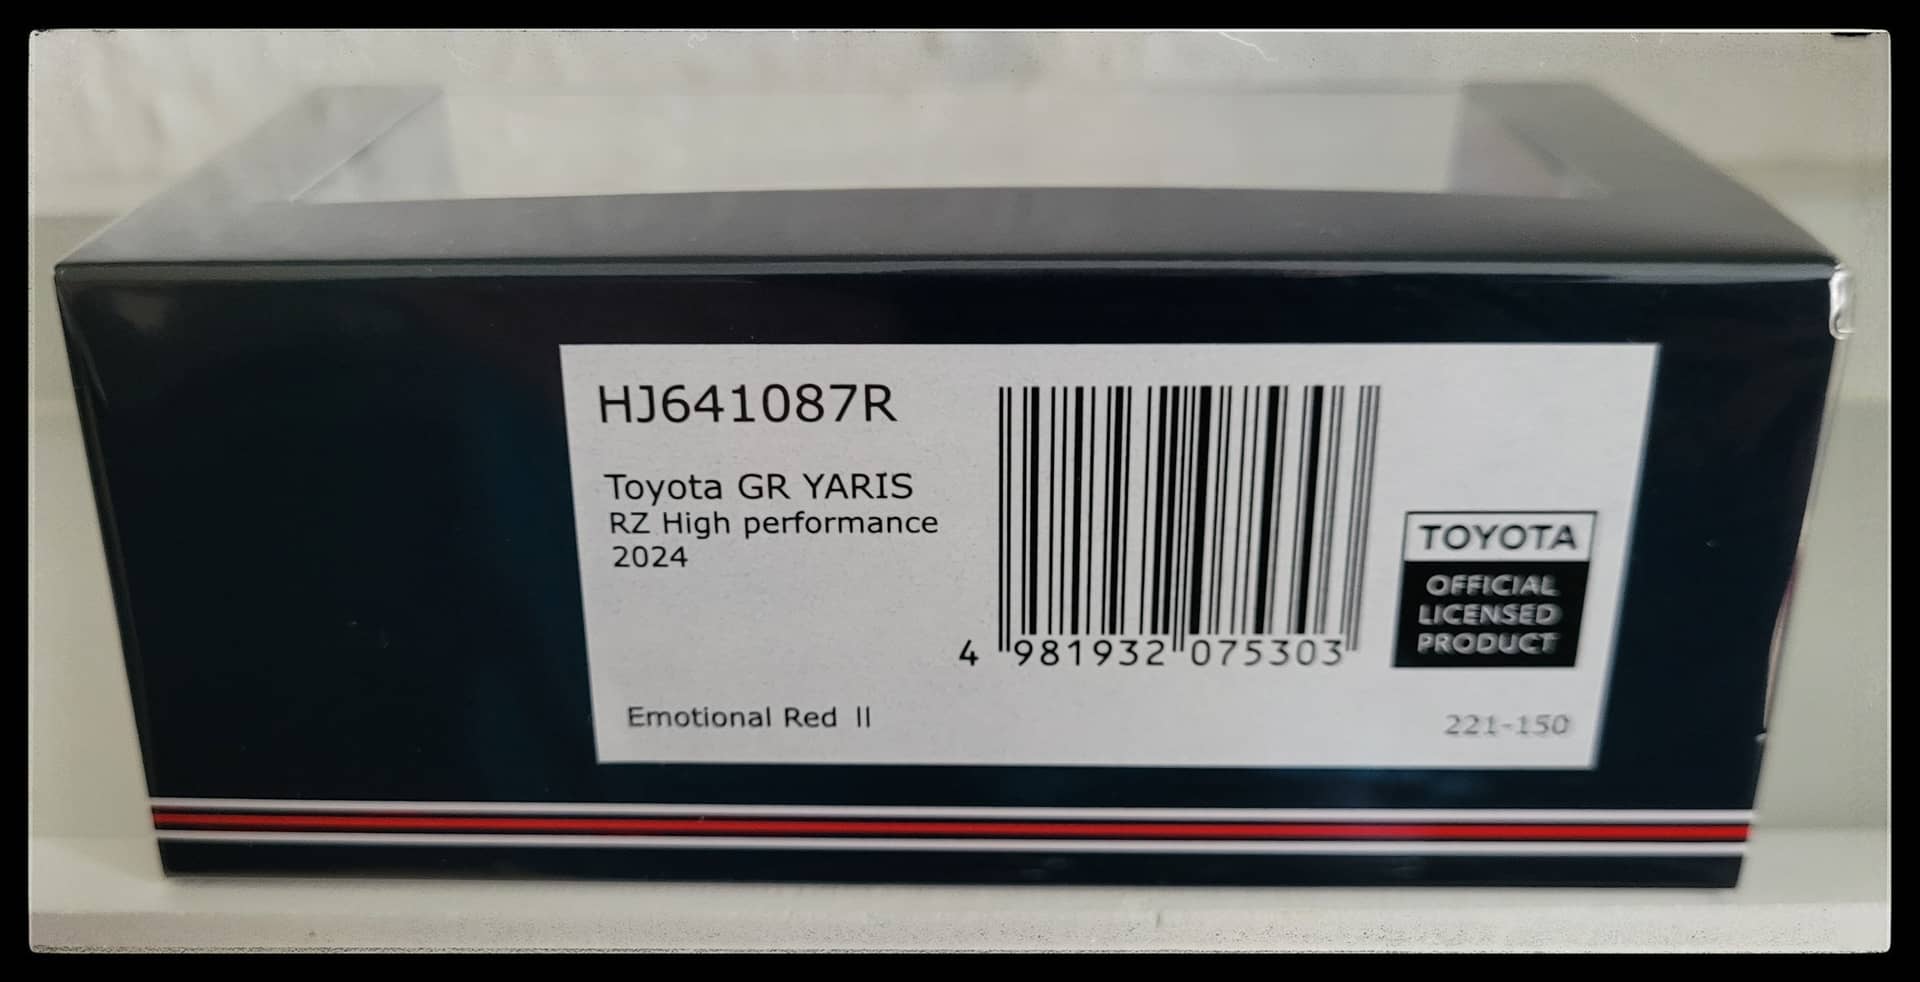 HJ641087R
Toyota GR YARIS
RZ High performance
2024
4 981932 075303
TOYOTA
OFFICIAL
LICENSED
PRODUCT
Emotional Red II
221-150